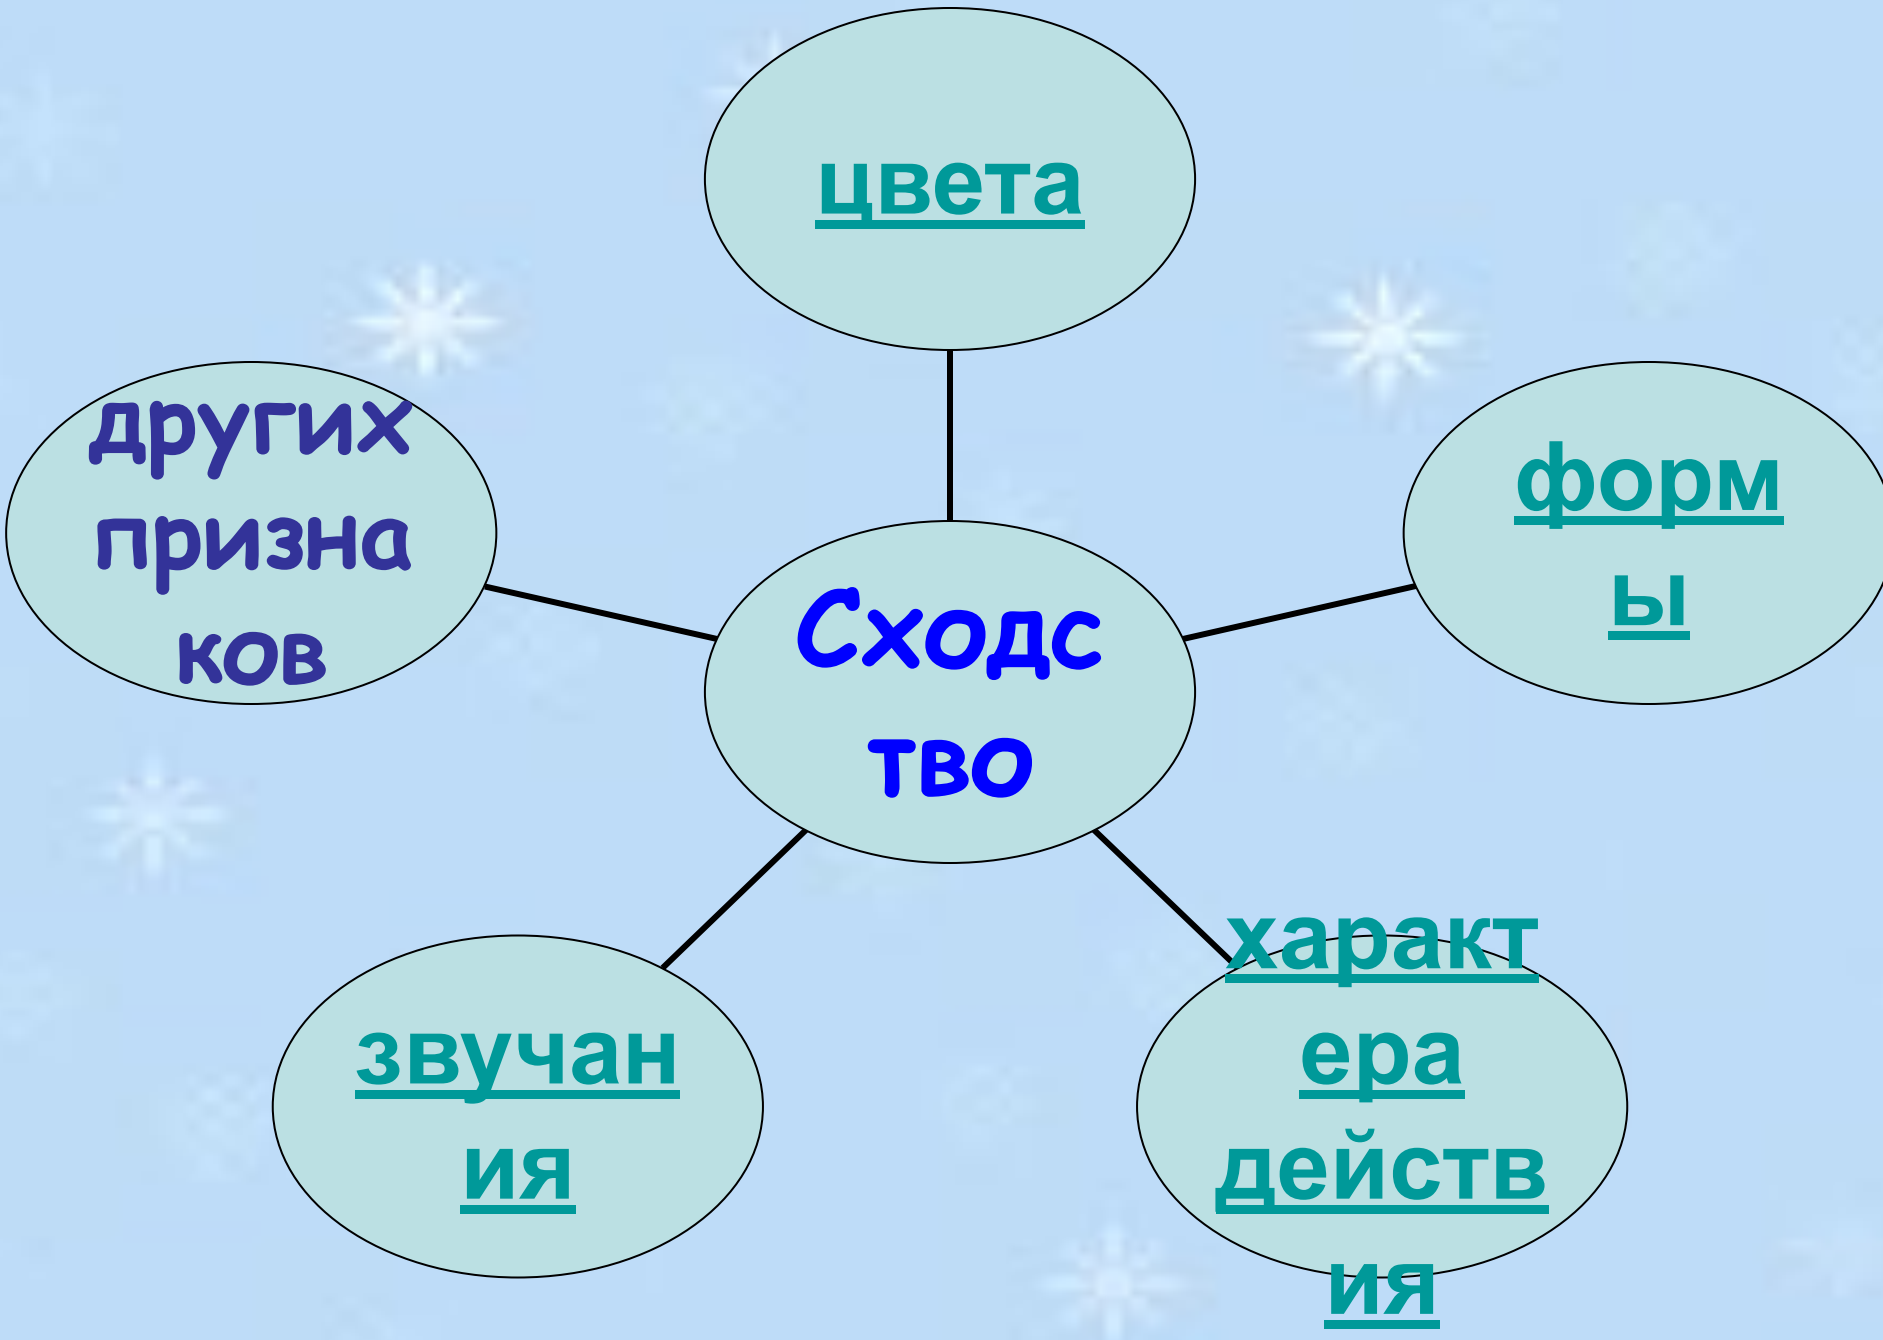 цвета
других
призна
ков
форм
ы
Сходс
тво
звучан
ия
характ
ера
действ
ия